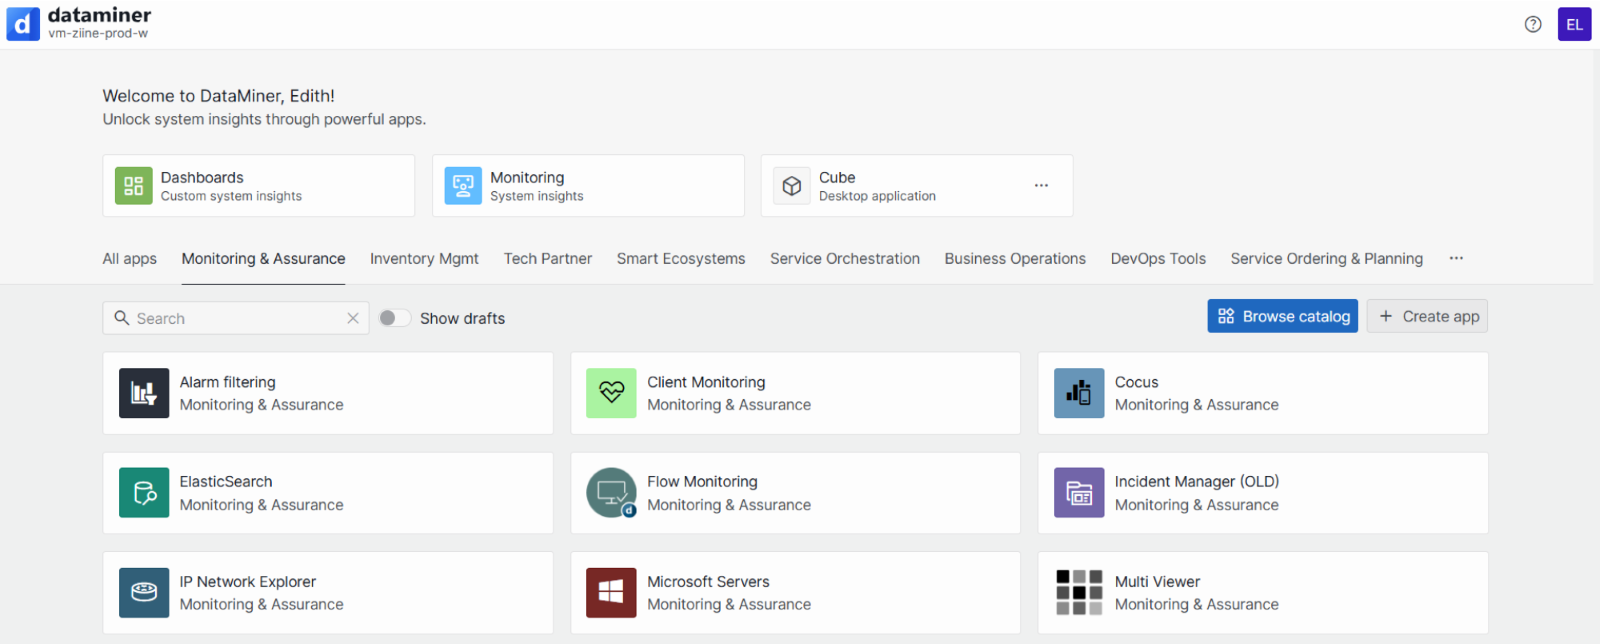 dataminer
vm-ziine-prod-w
EL
Welcome to DataMiner, Edith!
Unlock system insights through powerful apps.
Dashboards
Custom system insights
Monitoring
System insights
Cube
Desktop application
All apps Monitoring & Assurance Inventory Mgmt Tech Partner Smart Ecosystems Service Orchestration Business Operations DevOps Tools Service Ordering & Planning
Search
Show drafts
Browse catalog
Create app
Alarm filtering
Monitoring & Assurance
Client Monitoring
Monitoring & Assurance
Cocus
Monitoring & Assurance
ElasticSearch
Monitoring & Assurance
Flow Monitoring
Monitoring & Assurance
Incident Manager (OLD)
Monitoring & Assurance
IP Network Explorer
Monitoring & Assurance
Microsoft Servers
Monitoring & Assurance
Multi Viewer
Monitoring & Assurance